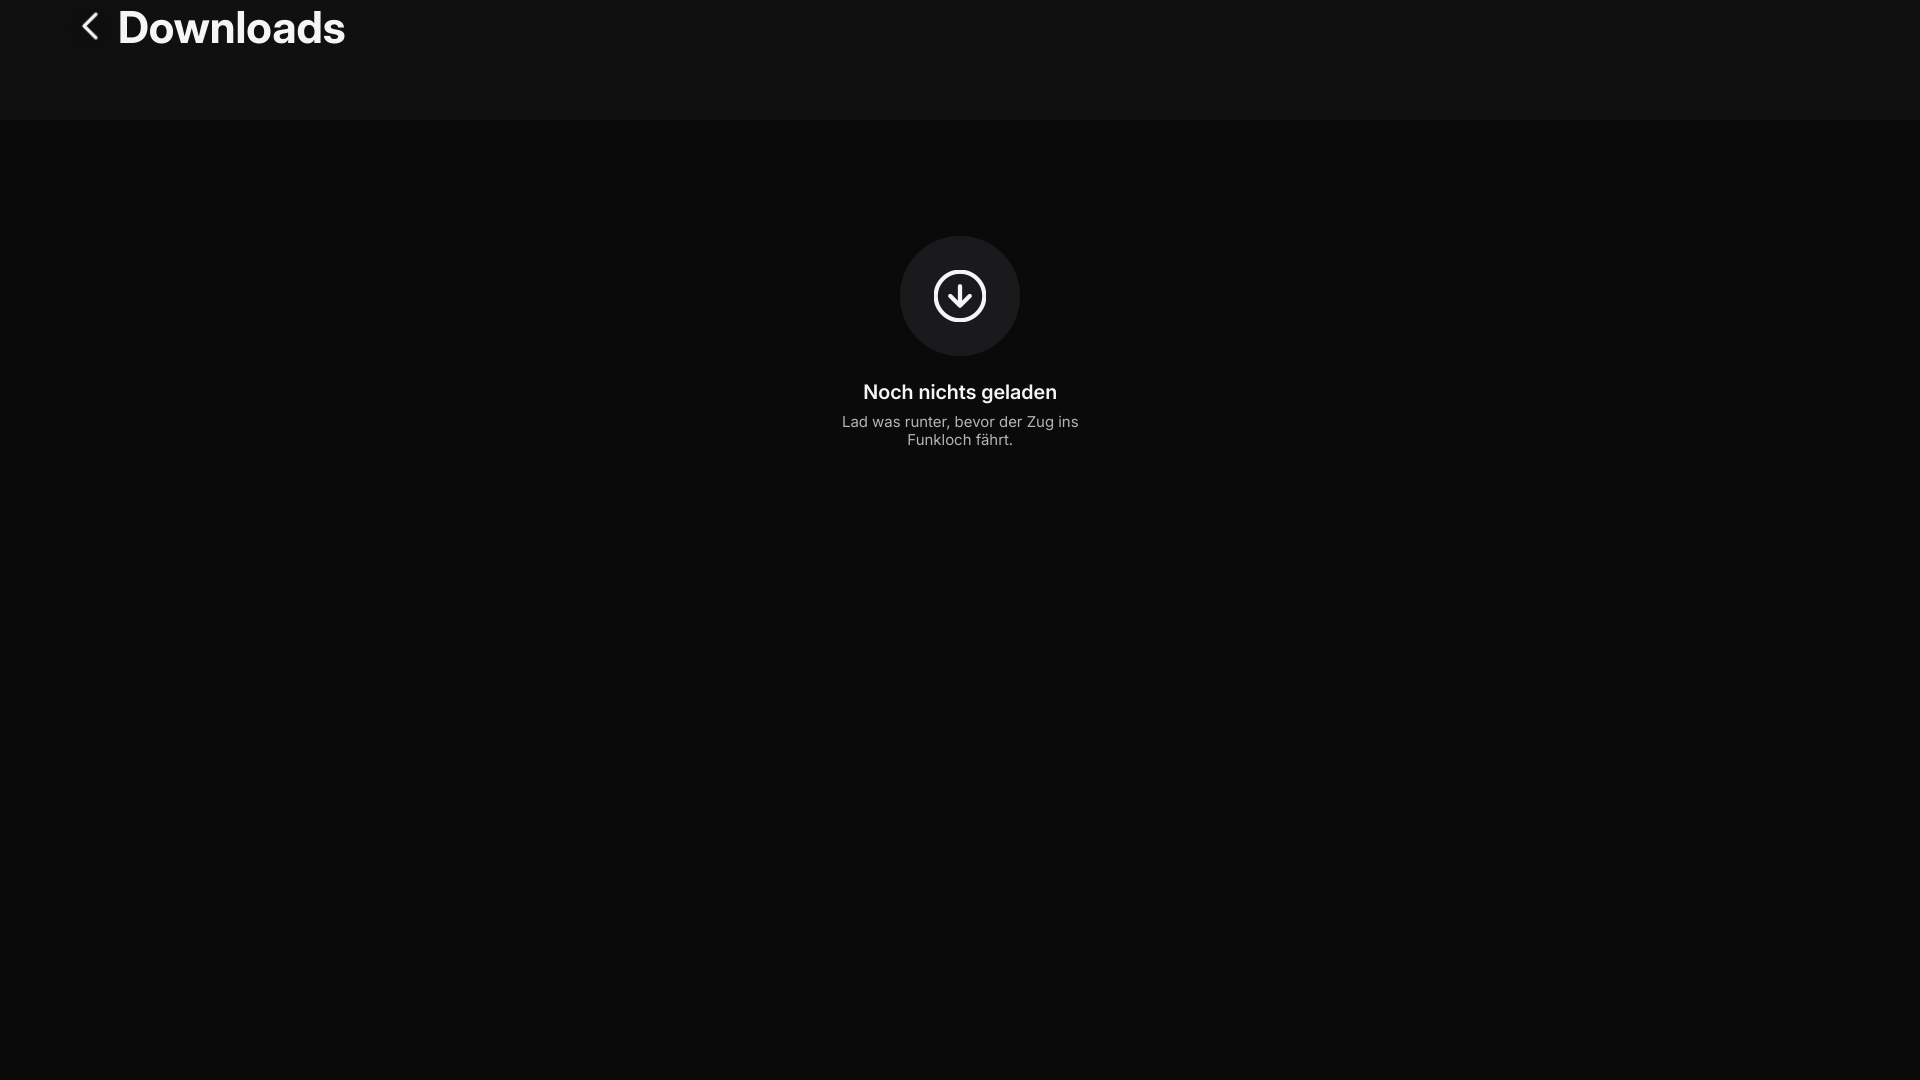 Downloads
Noch nichts geladen
Lad was runter, bevor der Zug ins
Funkloch fährt.